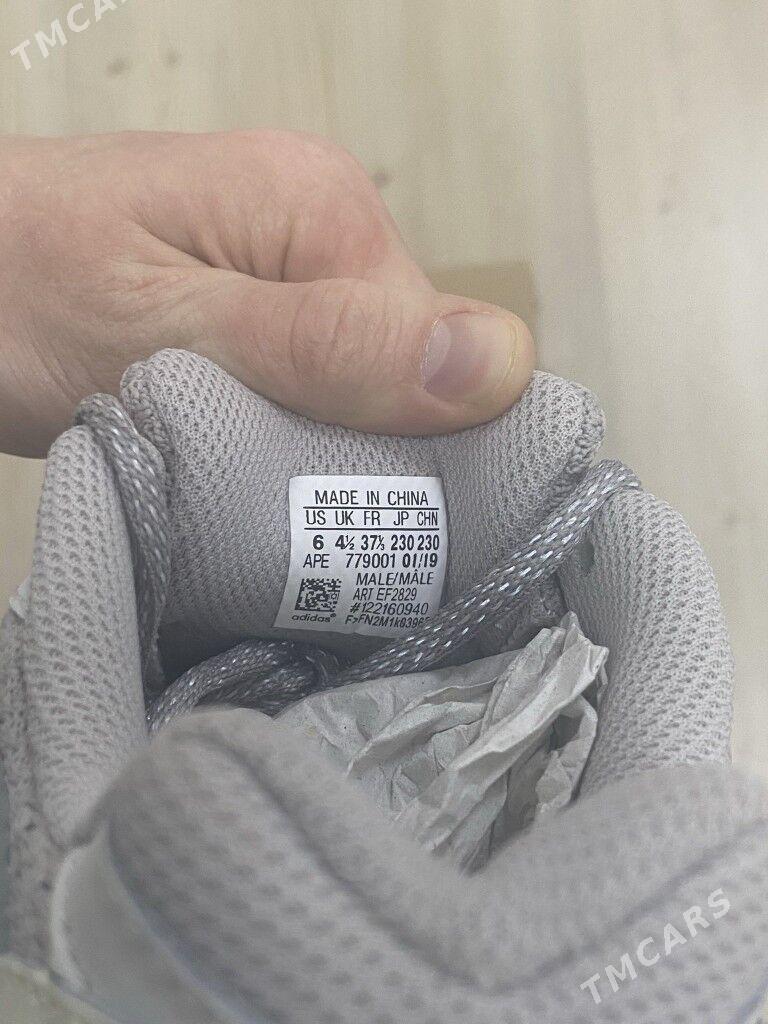 TMCARS
MADE IN CHINA
US UK FR JP CHN
6 4½ 37⅓ 230 230
APE 779001 01/19
MALE/MÂLE
ART EF2829
#122160940
adidas®
TMCARS